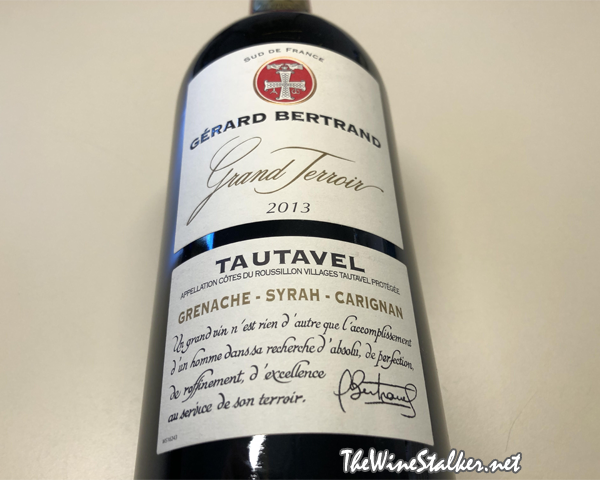 SUD DE FRANCE
GÉRARD BERTRAND
Grand Terroir
2013
TAUTAVEL
APPELLATION CÔTES DU ROUSSILLON VILLAGES TAUTAVEL PROTÉGÉE
GRENACHE - SYRAH - CARIGNAN
Un grand vin n'est rien d'autre que l'accomplissement
d'un homme dans sa recherche d'absolu, de perfection,
de raffinement, d'excellence
au service de son terroir.
GBertrand
TheWineStalker.net